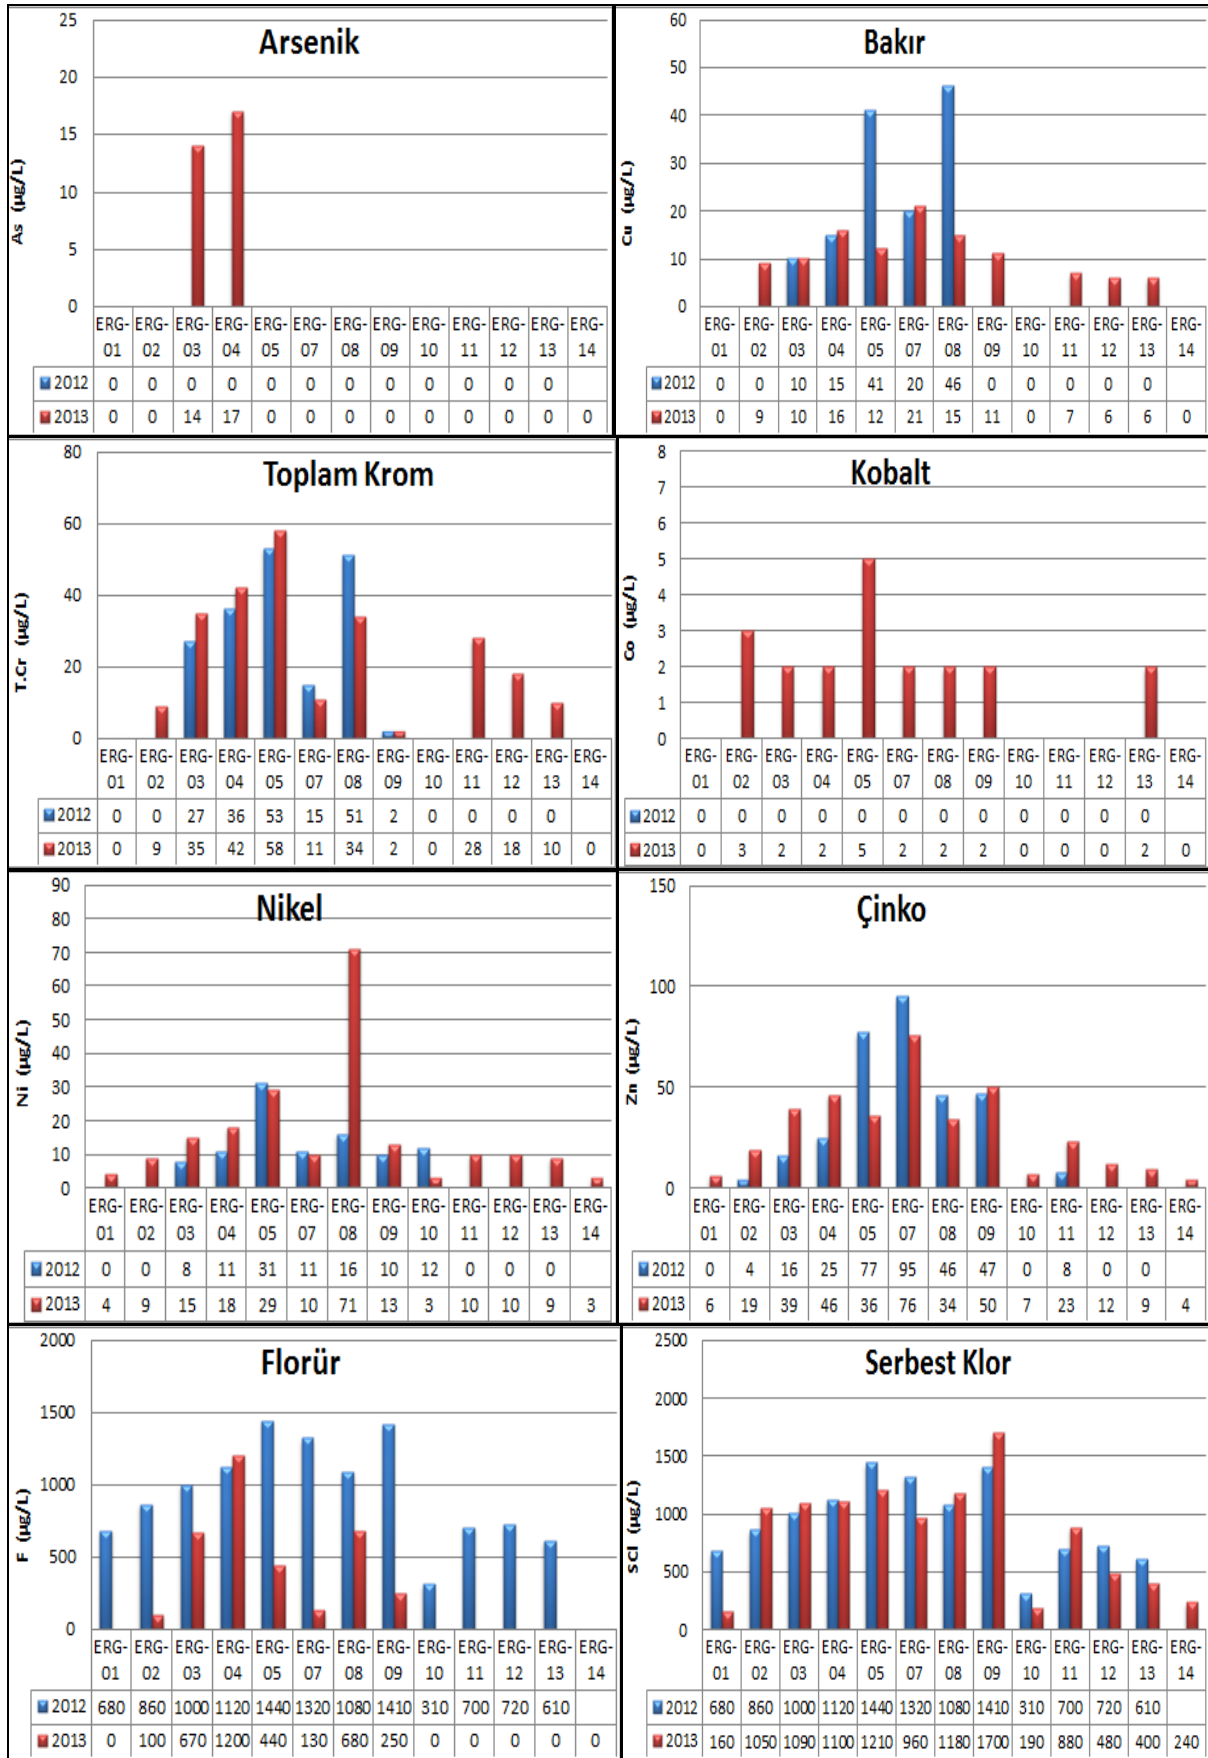 Arsenik
As (µg/L)
25
20
15
10
5
0
ERG-01 ERG-02 ERG-03 ERG-04 ERG-05 ERG-07 ERG-08 ERG-09 ERG-10 ERG-11 ERG-12 ERG-13 ERG-14
2012 0 0 0 0 0 0 0 0 0 0 0 0
2013 0 0 14 17 0 0 0 0 0 0 0 0 0
Bakır
Cu (µg/L)
60
50
40
30
20
10
0
ERG-01 ERG-02 ERG-03 ERG-04 ERG-05 ERG-07 ERG-08 ERG-09 ERG-10 ERG-11 ERG-12 ERG-13 ERG-14
2012 0 0 10 15 41 20 46 0 0 0 0 0
2013 0 9 10 16 12 21 15 11 0 7 6 6 0
Toplam Krom
T.Cr (µg/L)
80
60
40
20
0
ERG-01 ERG-02 ERG-03 ERG-04 ERG-05 ERG-07 ERG-08 ERG-09 ERG-10 ERG-11 ERG-12 ERG-13 ERG-14
2012 0 0 27 36 53 15 51 2 0 0 0 0
2013 0 9 35 42 58 11 34 2 0 28 18 10 0
Kobalt
Co (µg/L)
8
7
6
5
4
3
2
1
0
ERG-01 ERG-02 ERG-03 ERG-04 ERG-05 ERG-07 ERG-08 ERG-09 ERG-10 ERG-11 ERG-12 ERG-13 ERG-14
2012 0 0 0 0 0 0 0 0 0 0 0 0
2013 0 3 2 2 5 2 2 2 0 0 0 2 0
Nikel
Ni (µg/L)
90
80
70
60
50
40
30
20
10
0
ERG-01 ERG-02 ERG-03 ERG-04 ERG-05 ERG-07 ERG-08 ERG-09 ERG-10 ERG-11 ERG-12 ERG-13 ERG-14
2012 0 0 8 11 31 11 16 10 12 0 0 0
2013 4 9 15 18 29 10 71 13 3 10 10 9 3
Çinko
Zn (µg/L)
150
100
50
0
ERG-01 ERG-02 ERG-03 ERG-04 ERG-05 ERG-07 ERG-08 ERG-09 ERG-10 ERG-11 ERG-12 ERG-13 ERG-14
2012 0 4 16 25 77 95 46 47 0 8 0 0
2013 6 19 39 46 36 76 34 50 7 23 12 9 4
Florür
F (µg/L)
2000
1500
1000
500
0
ERG-01 ERG-02 ERG-03 ERG-04 ERG-05 ERG-07 ERG-08 ERG-09 ERG-10 ERG-11 ERG-12 ERG-13 ERG-14
2012 680 860 1000 1120 1440 1320 1080 1410 310 700 720 610
2013 0 100 670 1200 440 130 680 250 0 0 0 0 0
Serbest Klor
SCl (µg/L)
2500
2000
1500
1000
500
0
ERG-01 ERG-02 ERG-03 ERG-04 ERG-05 ERG-07 ERG-08 ERG-09 ERG-10 ERG-11 ERG-12 ERG-13 ERG-14
2012 680 860 1000 1120 1440 1320 1080 1410 310 700 720 610
2013 160 1050 1090 1100 1210 960 1180 1700 190 880 480 400 240